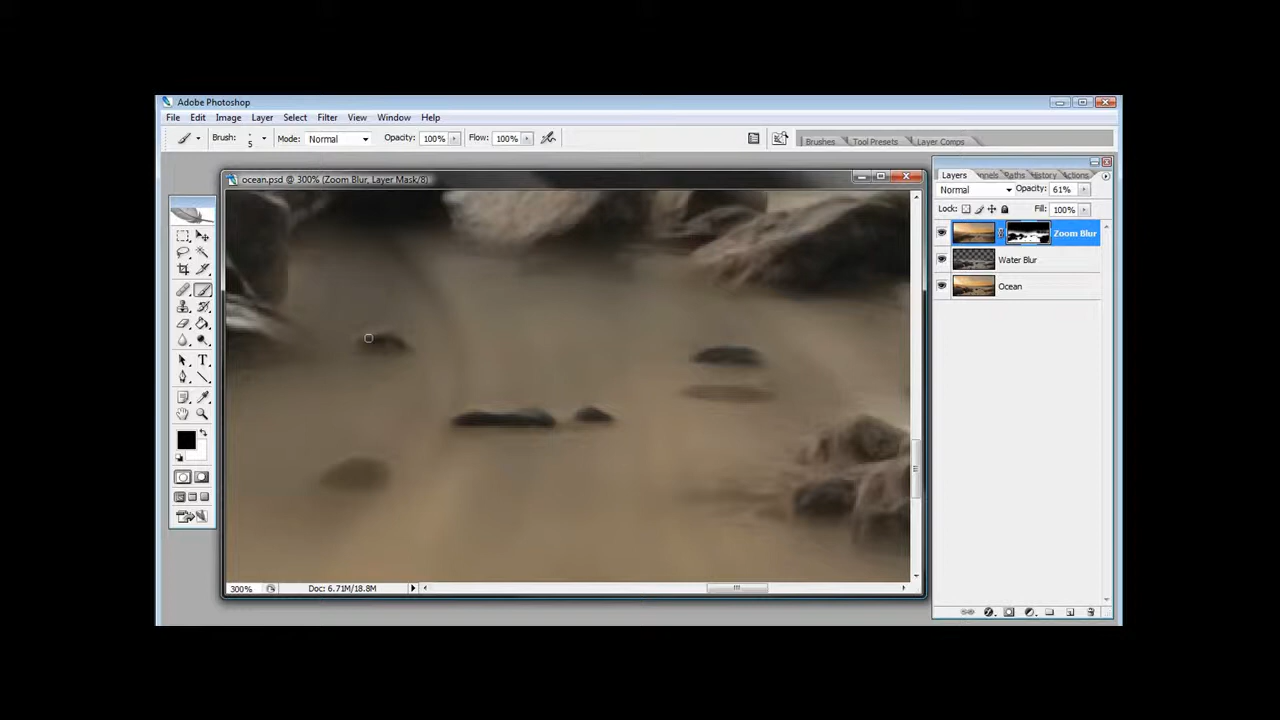 Adobe Photoshop
File Edit Image Layer Select Filter View Window Help
Brush: 5 Mode: Normal Opacity: 100% Flow: 100% Brushes Tool Presets Layer Comps
ocean.psd @ 300% (Zoom Blur, Layer Mask/8)
Layers nnels Paths History Actions
Normal Opacity: 61%
Lock: Fill: 100%
Zoom Blur
Water Blur
Ocean
300% Doc: 6.71M/18.8M